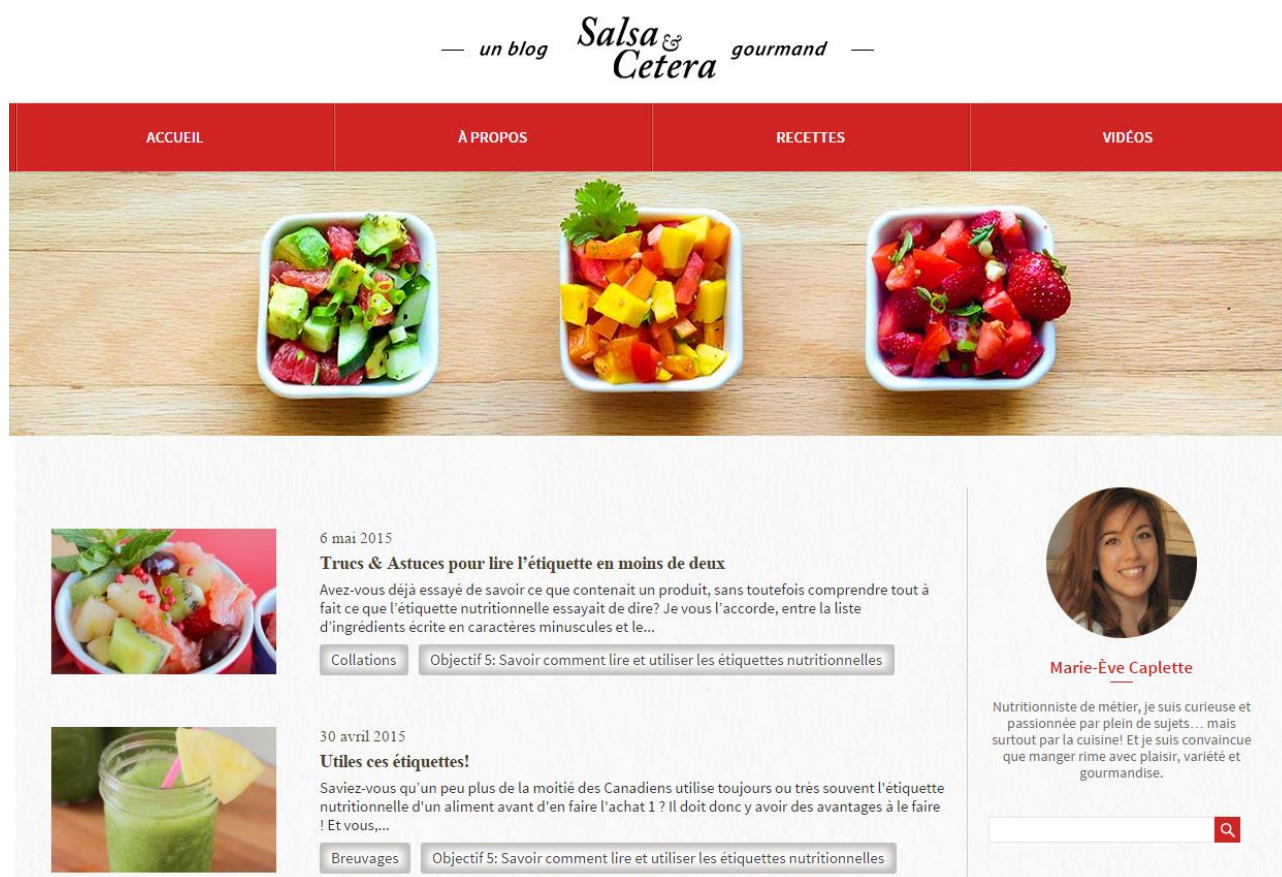 un blog Salsa & Cetera gourmand
ACCUEIL À PROPOS RECETTES VIDÉOS
6 mai 2015
Trucs & Astuces pour lire l'étiquette en moins de deux
Avez-vous déjà essayé de savoir ce que contenait un produit, sans toutefois comprendre tout à
fait ce que l'étiquette nutritionnelle essayait de dire? Je vous l'accorde, entre la liste
d'ingrédients écrite en caractères minuscules et le...
Collations Objectif 5: Savoir comment lire et utiliser les étiquettes nutritionnelles
30 avril 2015
Utiles ces étiquettes!
Saviez-vous qu'un peu plus de la moitié des Canadiens utilise toujours ou très souvent l'étiquette
nutritionnelle d'un aliment avant d'en faire l'achat 1 ? Il doit donc y avoir des avantages à le faire
! Et vous,...
Breuvages Objectif 5: Savoir comment lire et utiliser les étiquettes nutritionnelles
Marie-Ève Caplette
Nutritionniste de métier, je suis curieuse et
passionnée par plein de sujets... mais
surtout par la cuisine! Et je suis convaincue
que manger rime avec plaisir, variété et
gourmandise.